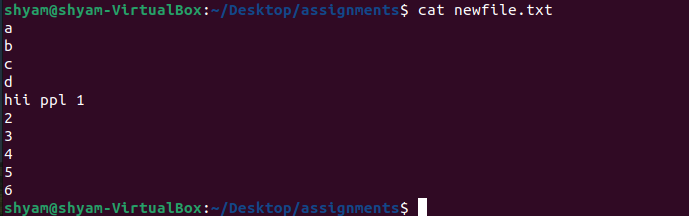 shyam@shyam-VirtualBox:~/Desktop/assignments$ cat newfile.txt
a
b
c
d
hii ppl 1
2
3
4
5
6
shyam@shyam-VirtualBox:~/Desktop/assignments$